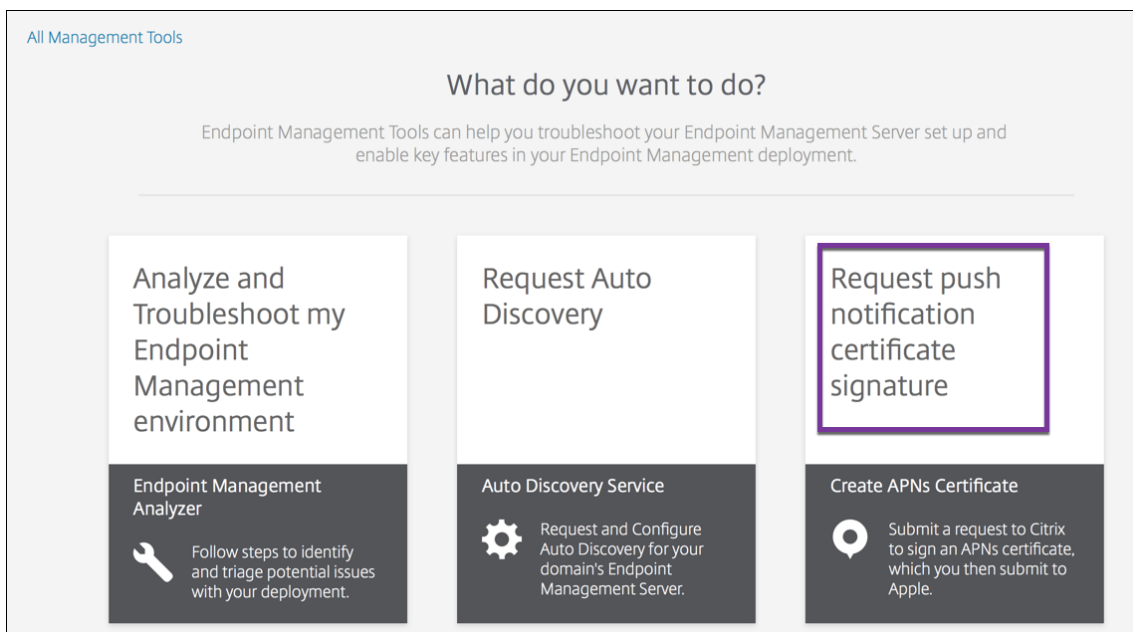 All Management Tools
What do you want to do?
Endpoint Management Tools can help you troubleshoot your Endpoint Management Server set up and
enable key features in your Endpoint Management deployment.
Analyze and
Troubleshoot my
Endpoint
Management
environment
Endpoint Management
Analyzer
Follow steps to identify
and triage potential issues
with your deployment.
Request Auto
Discovery
Auto Discovery Service
Request and Configure
Auto Discovery for your
domain's Endpoint
Management Server.
Request push
notification
certificate
signature
Create APNs Certificate
Submit a request to Citrix
to sign an APNs certificate,
which you then submit to
Apple.